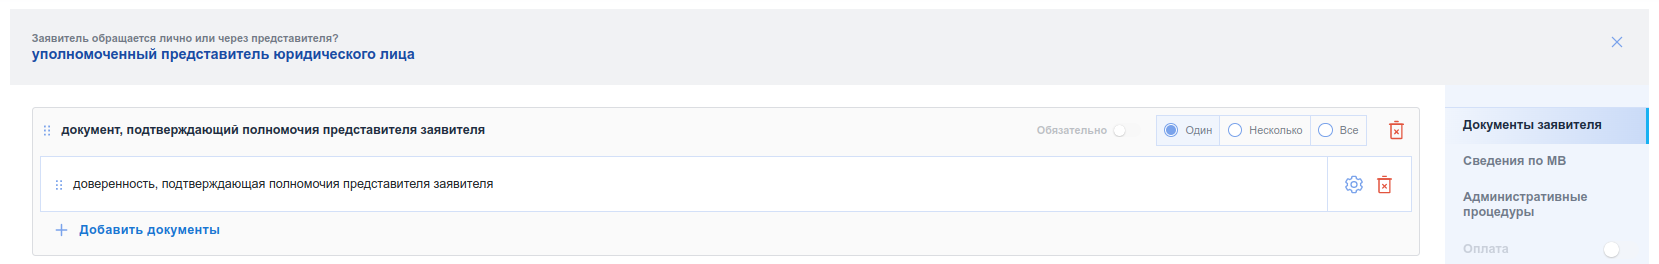 Заявитель обращается лично или через представителя?
уполномоченный представитель юридического лица
документ, подтверждающий полномочия представителя заявителя
Обязательно
Один
Несколько
Все
доверенность, подтверждающая полномочия представителя заявителя
Добавить документы
Документы заявителя
Сведения по МВ
Административные
процедуры
Оплата